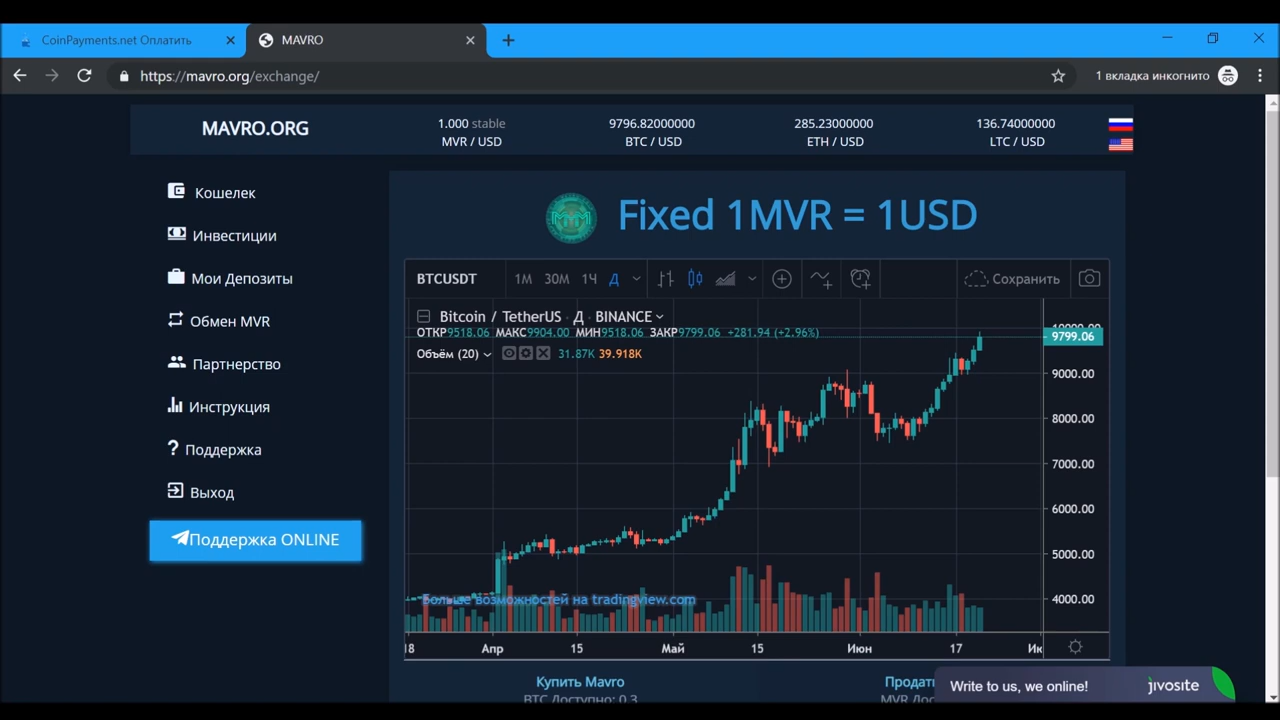 CoinPayments.net Оплатить
MAVRO
https://mavro.org/exchange/
1 вкладка инкогнито
MAVRO.ORG
1.000 stable
MVR / USD
9796.82000000
BTC / USD
285.23000000
ETH / USD
136.74000000
LTC / USD
Кошелек
Инвестиции
Мои Депозиты
Обмен MVR
Партнерство
Инструкция
Поддержка
Выход
Поддержка ONLINE
Fixed 1MVR = 1USD
BTCUSDT 1М 30М 1Ч Д Сохранить
Bitcoin / TetherUS · Д · BINANCE
ОТКР9518.06 МАКС9904.00 МИН9518.06 ЗАКР9799.06 +281.94 (+2.96%)
Объём (20) 31.87K 39.918K
10000.00
9799.06
9000.00
8000.00
7000.00
6000.00
5000.00
4000.00
Больше возможностей на tradingview.com
18 Апр 15 Май 15 Июн 17 Ик
Купить Mavro
BTC Доступно: 0.3
Write to us, we online! jivosite